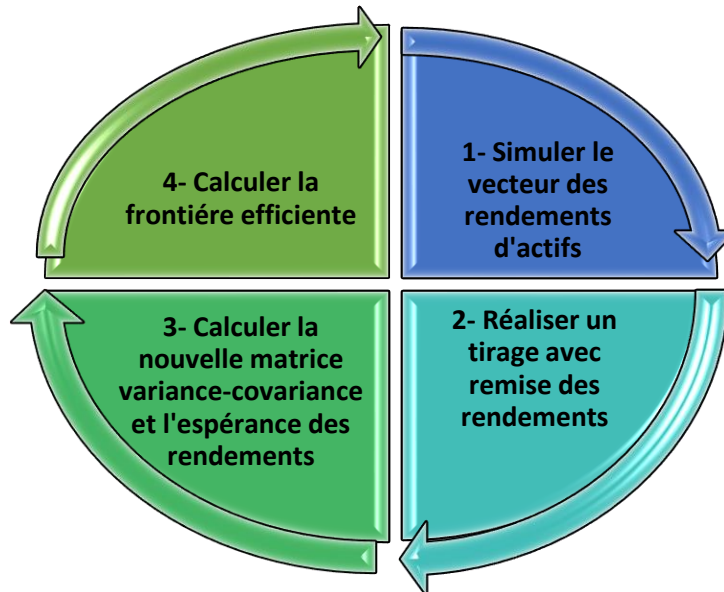 1- Simuler le
vecteur des
rendements
d'actifs
2- Réaliser un
tirage avec
remise des
rendements
3- Calculer la
nouvelle matrice
variance-covariance
et l'espérance des
rendements
4- Calculer la
frontiére efficiente